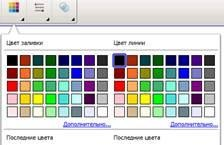 Цвет заливки
Цвет линии
Дополнительно...
Дополнительно...
Последние цвета
Последние цвета